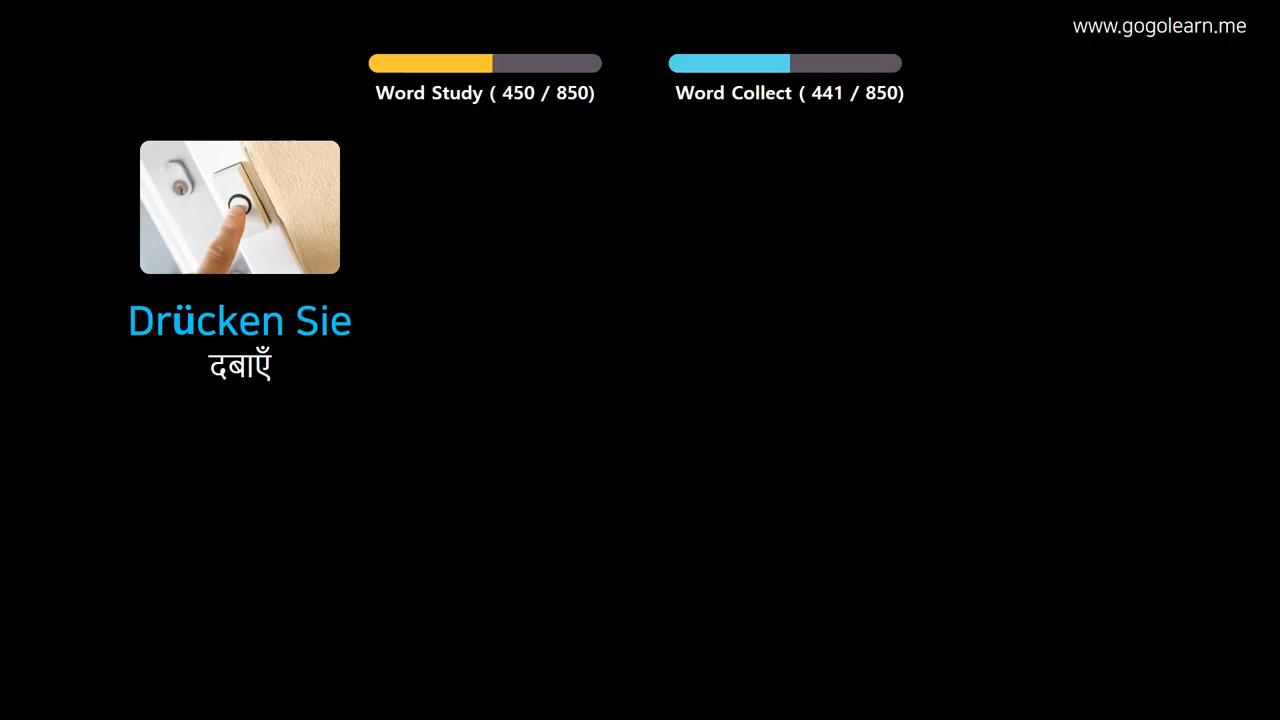 www.gogolearn.me
Word Study ( 450 / 850)
Word Collect ( 441 / 850)
Drücken Sie
दबाएँ